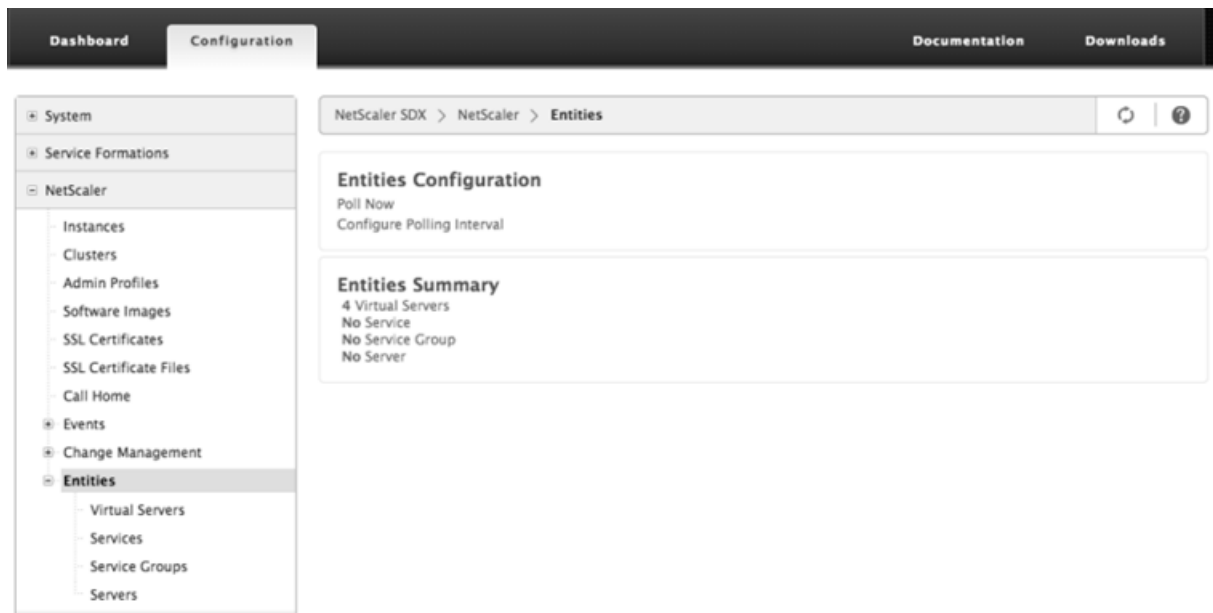 Dashboard Configuration Documentation Downloads
System
Service Formations
NetScaler
Instances
Clusters
Admin Profiles
Software Images
SSL Certificates
SSL Certificate Files
Call Home
Events
Change Management
Entities
Virtual Servers
Services
Service Groups
Servers
NetScaler SDX > NetScaler > Entities
Entities Configuration
Poll Now
Configure Polling Interval
Entities Summary
4 Virtual Servers
No Service
No Service Group
No Server